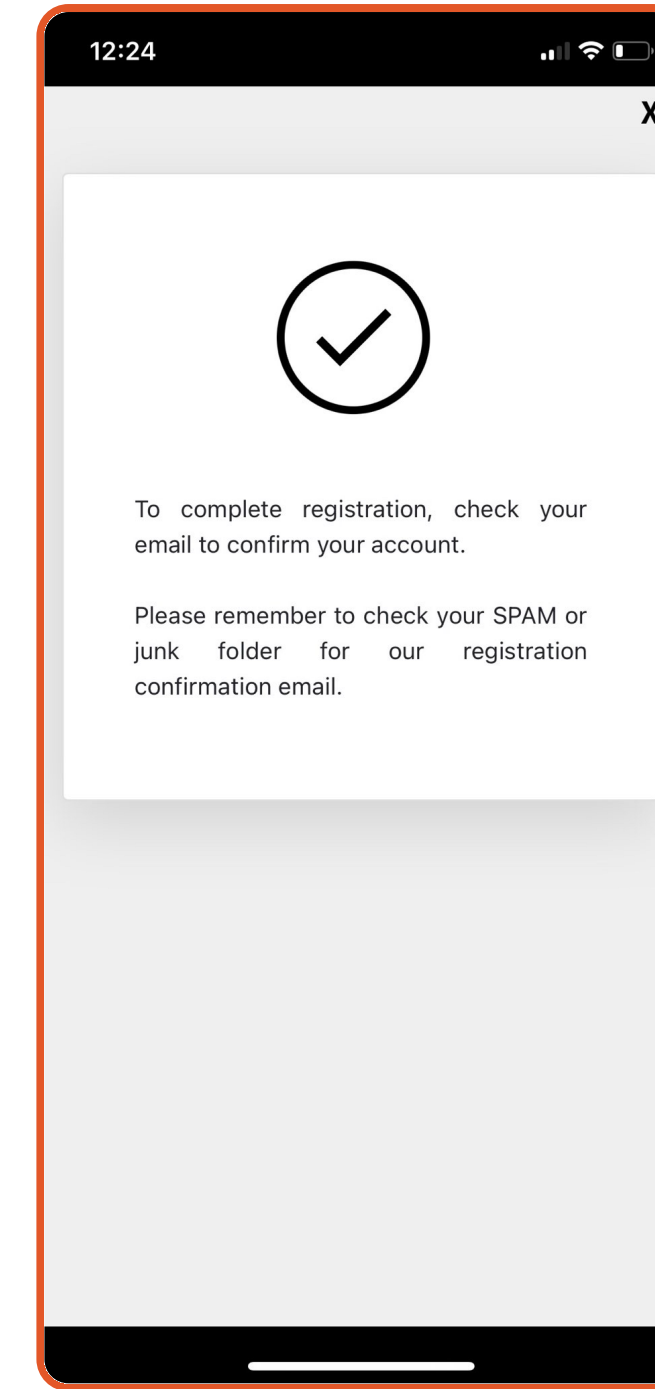 12:24
X
To complete registration, check your
email to confirm your account.
Please remember to check your SPAM or
junk folder for our registration
confirmation email.